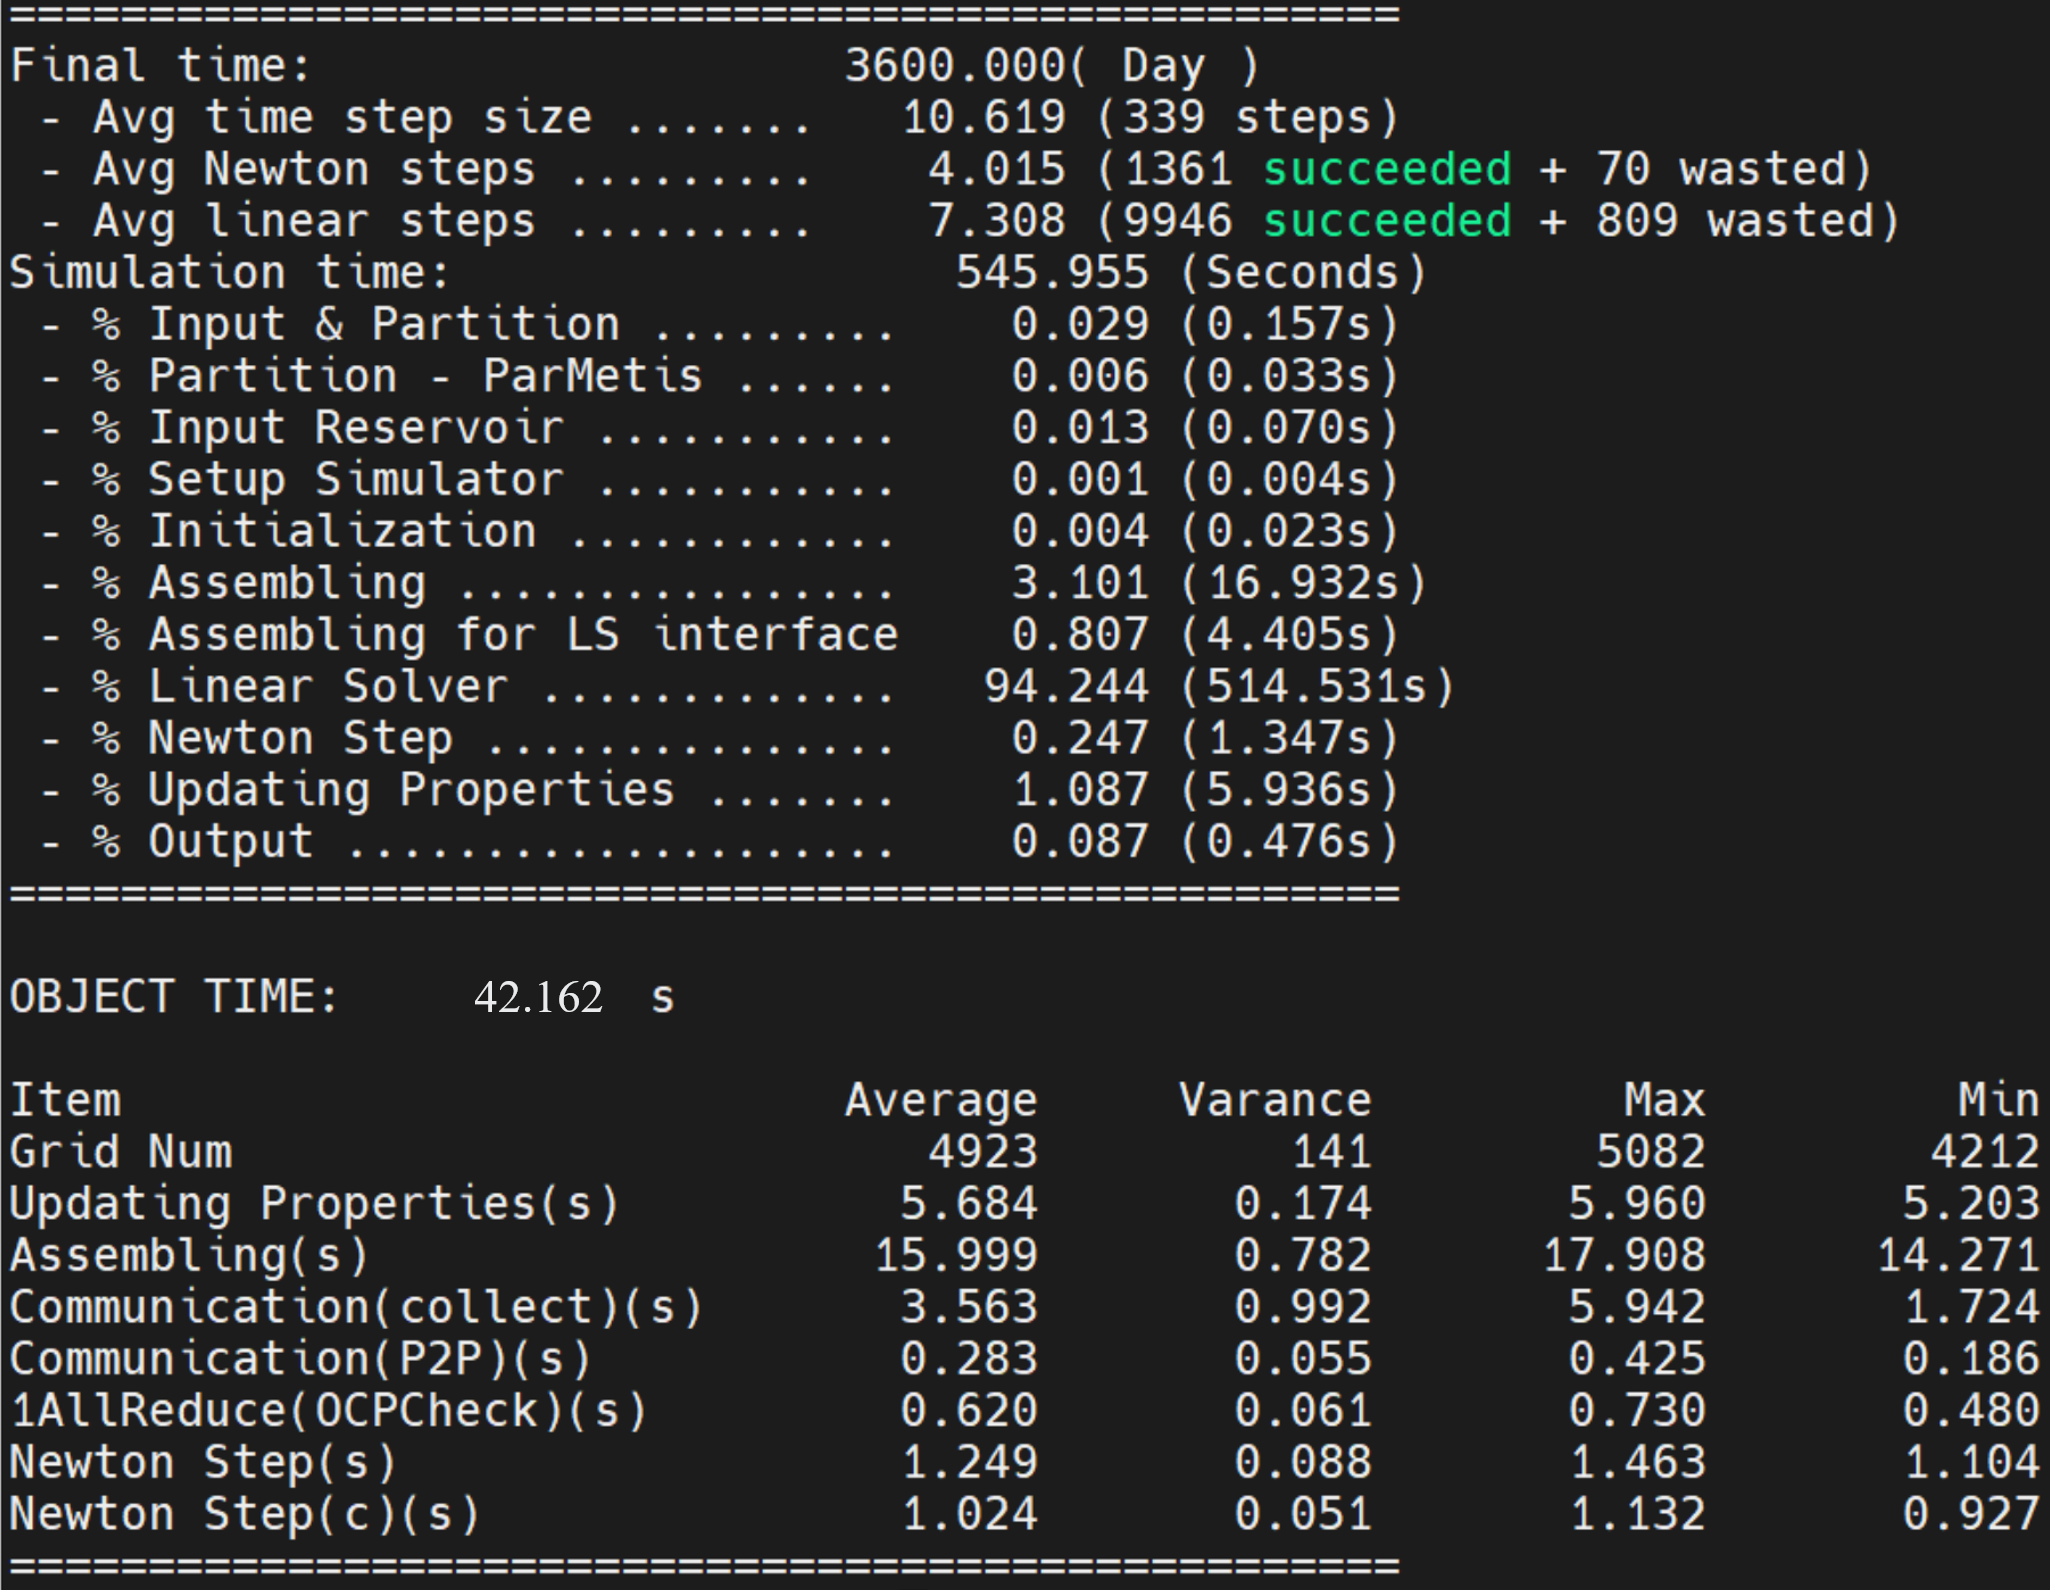 ==================================================
Final time: 3600.000( Day )
- Avg time step size ....... 10.619 (339 steps)
- Avg Newton steps ......... 4.015 (1361 succeeded + 70 wasted)
- Avg linear steps ......... 7.308 (9946 succeeded + 809 wasted)
Simulation time: 545.955 (Seconds)
- % Input & Partition ......... 0.029 (0.157s)
- % Partition - ParMetis ...... 0.006 (0.033s)
- % Input Reservoir ........... 0.013 (0.070s)
- % Setup Simulator ........... 0.001 (0.004s)
- % Initialization ............ 0.004 (0.023s)
- % Assembling ................ 3.101 (16.932s)
- % Assembling for LS interface 0.807 (4.405s)
- % Linear Solver ............. 94.244 (514.531s)
- % Newton Step ............... 0.247 (1.347s)
- % Updating Properties ....... 1.087 (5.936s)
- % Output .................... 0.087 (0.476s)
==================================================
OBJECT TIME: 42.162 s
Item Average Varance Max Min
Grid Num 4923 141 5082 4212
Updating Properties(s) 5.684 0.174 5.960 5.203
Assembling(s) 15.999 0.782 17.908 14.271
Communication(collect)(s) 3.563 0.992 5.942 1.724
Communication(P2P)(s) 0.283 0.055 0.425 0.186
1AllReduce(OCPCheck)(s) 0.620 0.061 0.730 0.480
Newton Step(s) 1.249 0.088 1.463 1.104
Newton Step(c)(s) 1.024 0.051 1.132 0.927
==================================================